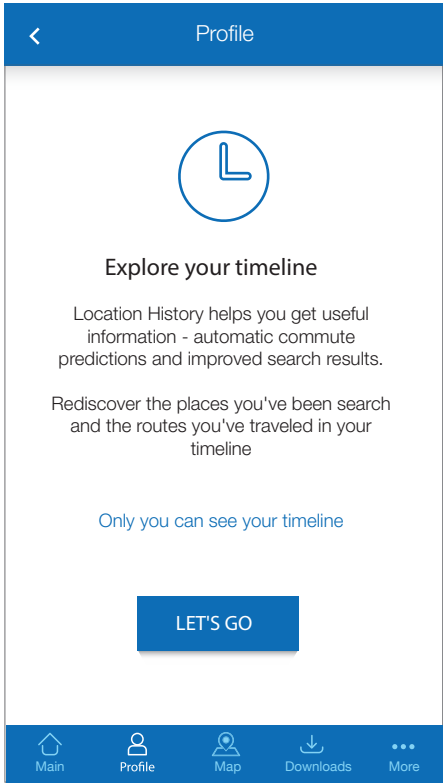 Profile
Explore your timeline
Location History helps you get useful
information - automatic commute
predictions and improved search results.
Rediscover the places you've been search
and the routes you've traveled in your
timeline
Only you can see your timeline
LET'S GO
Main Profile Map Downloads More